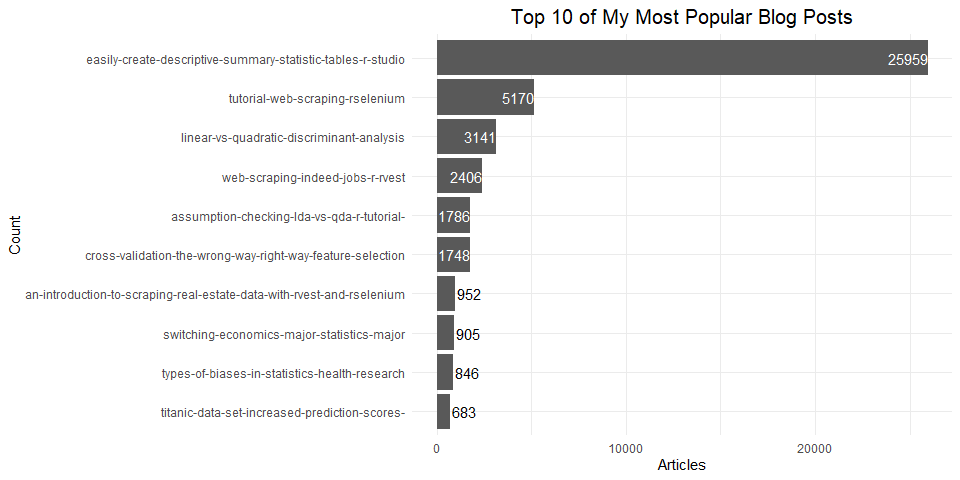 Top 10 of My Most Popular Blog Posts
easily-create-descriptive-summary-statistic-tables-r-studio 25959
tutorial-web-scraping-rselenium 5170
linear-vs-quadratic-discriminant-analysis 3141
web-scraping-indeed-jobs-r-rvest 2406
assumption-checking-lda-vs-qda-r-tutorial- 1786
cross-validation-the-wrong-way-right-way-feature-selection 1748
an-introduction-to-scraping-real-estate-data-with-rvest-and-rselenium 952
switching-economics-major-statistics-major 905
types-of-biases-in-statistics-health-research 846
titanic-data-set-increased-prediction-scores- 683
Count
0 10000 20000
Articles